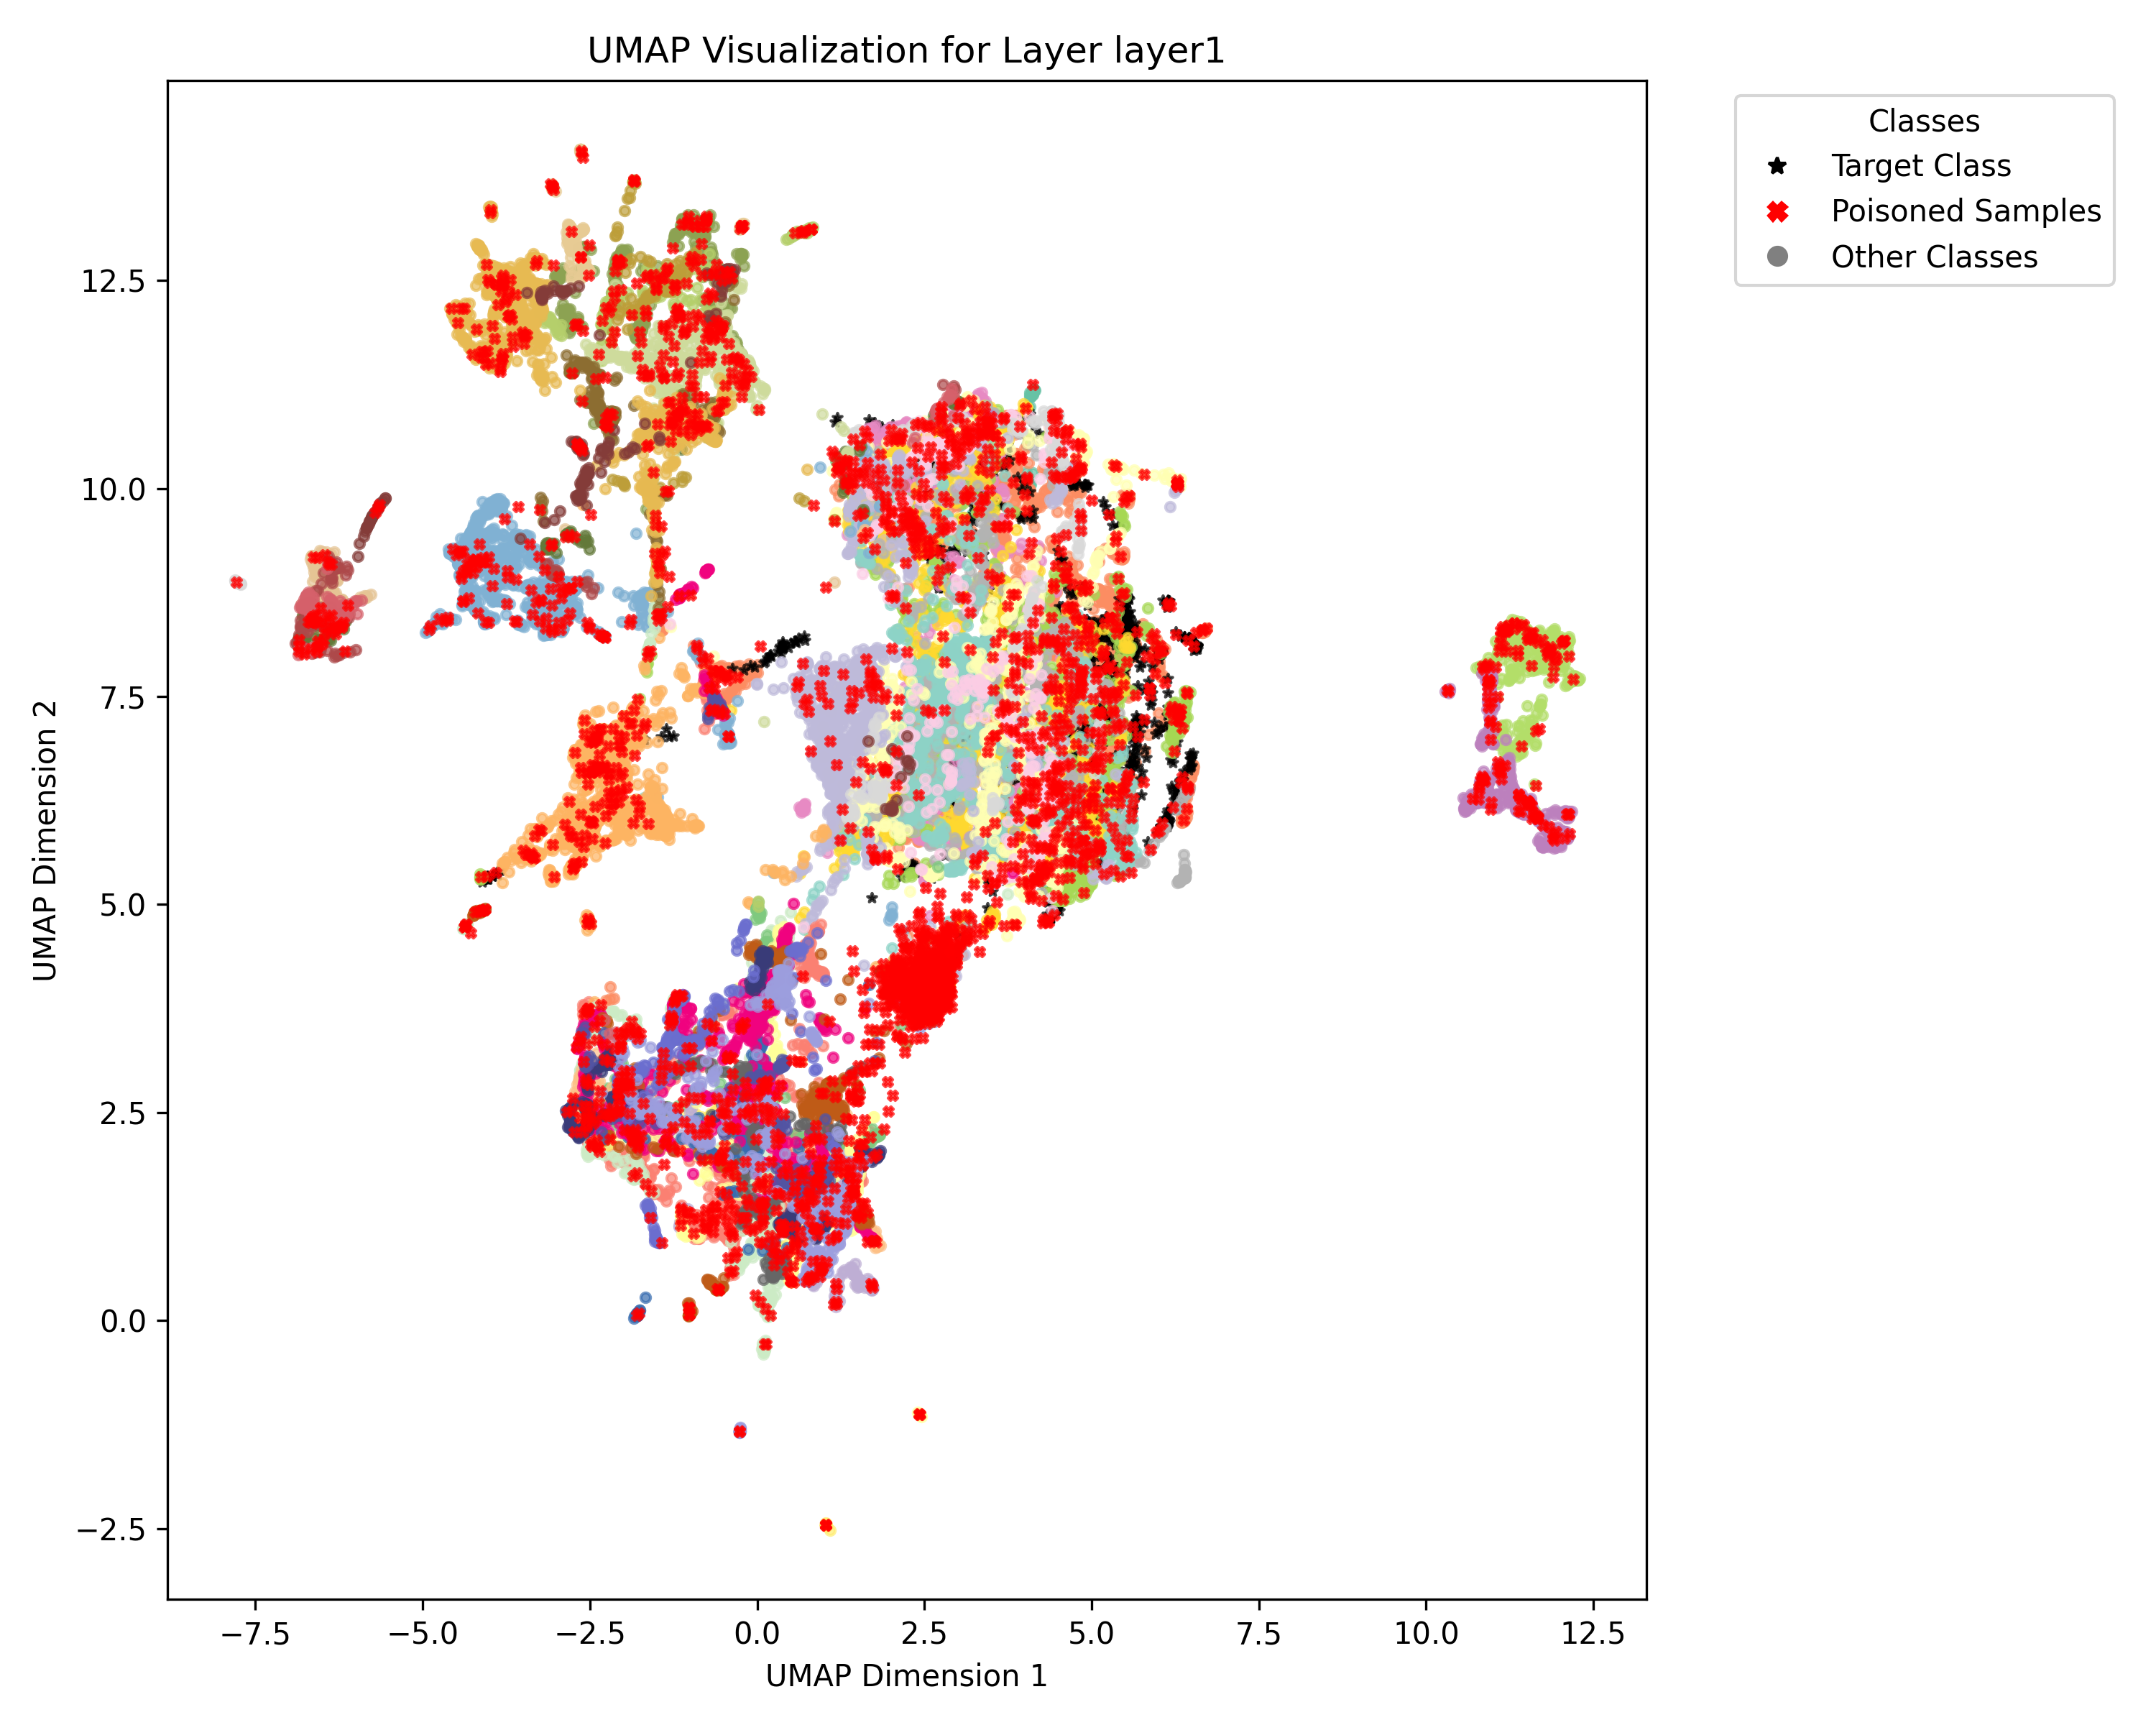 UMAP Visualization for Layer layer1
Classes
Target Class
Poisoned Samples
Other Classes
12.5
10.0
7.5
5.0
2.5
0.0
−2.5
UMAP Dimension 2
−7.5 −5.0 −2.5 0.0 2.5 5.0 7.5 10.0 12.5
UMAP Dimension 1